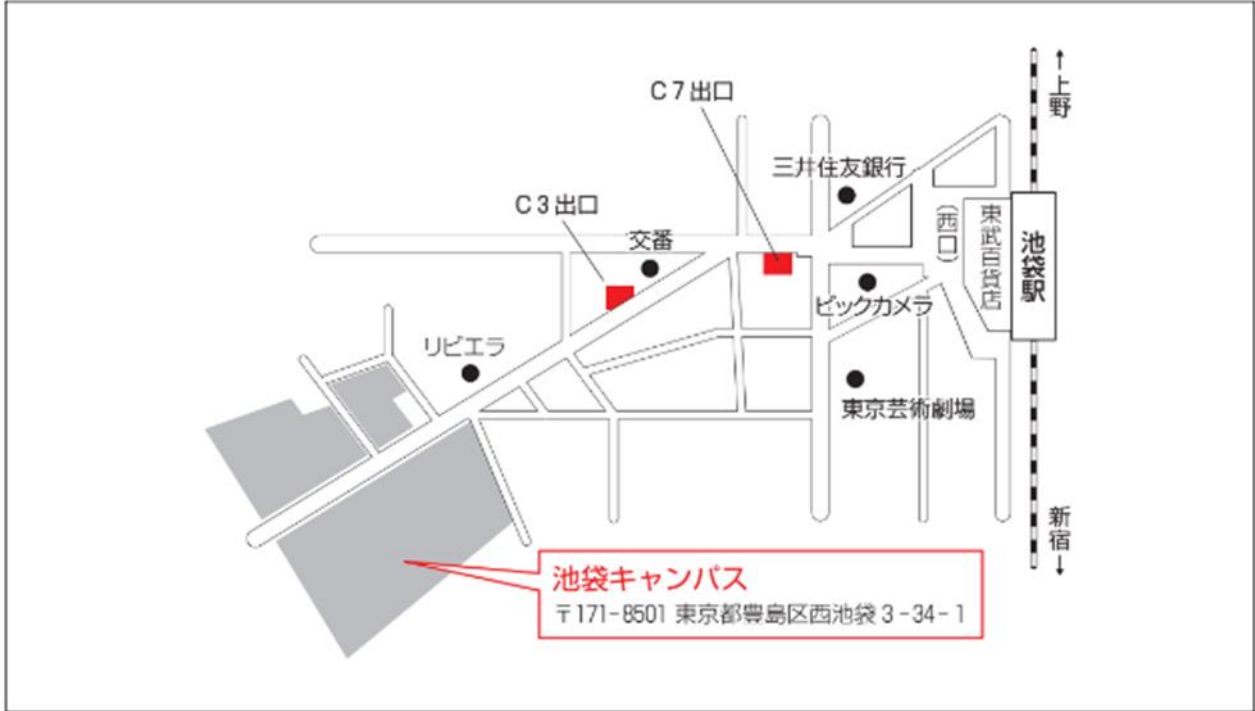 ←上野
C7出口
三井住友銀行
C3出口
交番
(西口)
東武百貨店
池袋駅
ビックカメラ
リビエラ
東京芸術劇場
新宿→
池袋キャンパス
〒171-8501 東京都豊島区西池袋3-34-1